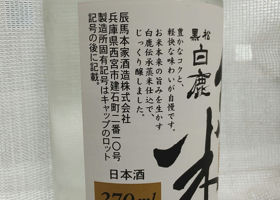 黒松
白鹿
豊かなコクと、
軽快な味わいが自慢です。
お米本来の旨みを生かす
白鹿伝承蒸米仕込で
じっくり醸しました。
辰馬本家酒造株式会社
兵庫県西宮市建石町二番一〇号
製造所固有記号はキャップのロット
記号の後に記載。
日本酒
270ml
米